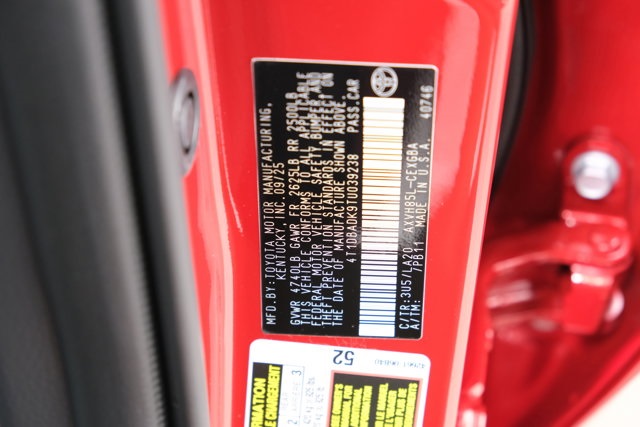 MFD.BY:TOYOTA MOTOR MANUFACTURING,
KENTUCKY, INC. 09/25
GVWR 4740LB GAWR FR 2625LB RR 2500LB
THIS VEHICLE CONFORMS TO ALL APPLICABLE
FEDERAL MOTOR VEHICLE SAFETY, BUMPER, AND
THEFT PREVENTION STANDARDS IN EFFECT ON
THE DATE OF MANUFACTURE SHOWN ABOVE.
4T1DBADK9TU039238 PASS.CAR
C/TR:3U5/LA20 AXVH85L-CEXGBA
A/TM: /PB11 MADE IN U.S.A. 40746
52